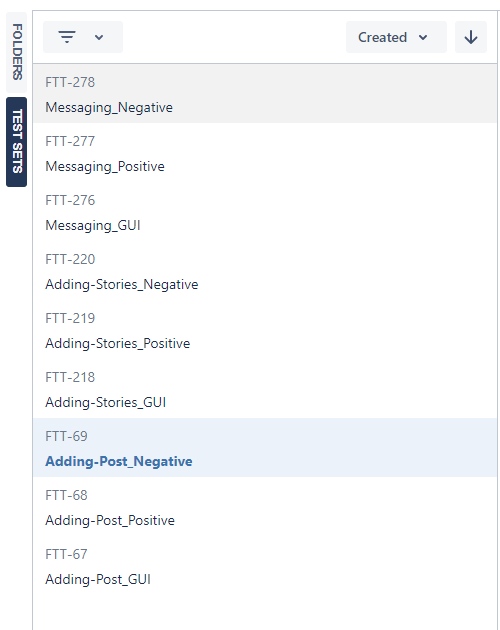 FOLDERS
TEST SETS
Created
FTT-278
Messaging_Negative
FTT-277
Messaging_Positive
FTT-276
Messaging_GUI
FTT-220
Adding-Stories_Negative
FTT-219
Adding-Stories_Positive
FTT-218
Adding-Stories_GUI
FTT-69
Adding-Post_Negative
FTT-68
Adding-Post_Positive
FTT-67
Adding-Post_GUI